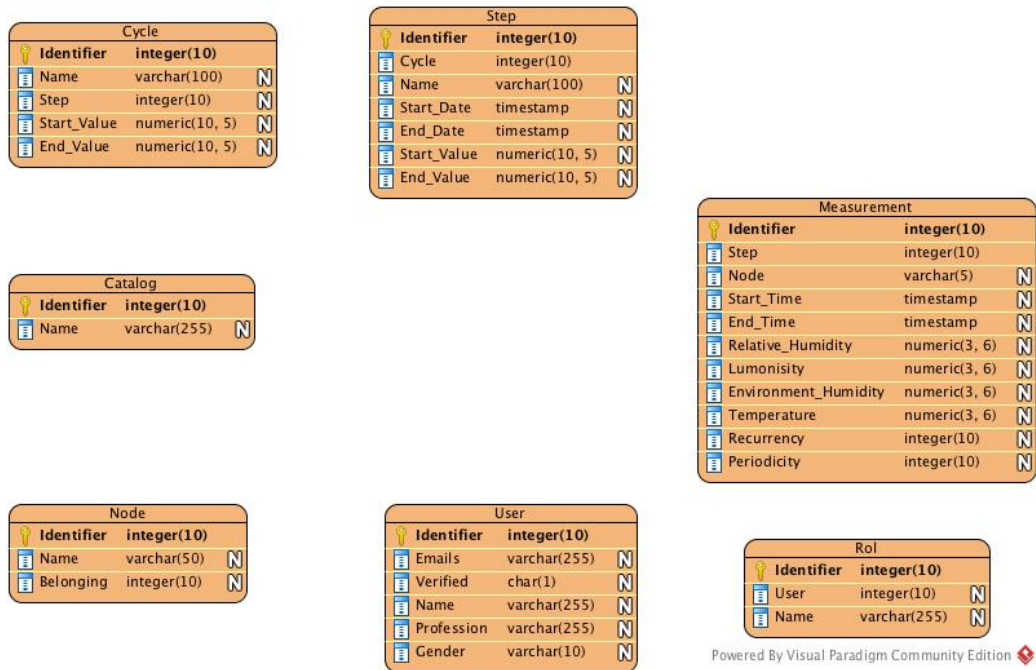 Cycle
Identifier integer(10)
Name varchar(100) N
Step integer(10) N
Start_Value numeric(10, 5) N
End_Value numeric(10, 5) N
Step
Identifier integer(10)
Cycle integer(10)
Name varchar(100) N
Start_Date timestamp N
End_Date timestamp N
Start_Value numeric(10, 5) N
End_Value numeric(10, 5) N
Measurement
Identifier integer(10)
Step integer(10)
Node varchar(5) N
Start_Time timestamp N
End_Time timestamp N
Relative_Humidity numeric(3, 6) N
Lumonisity numeric(3, 6) N
Environment_Humidity numeric(3, 6) N
Temperature numeric(3, 6) N
Recurrency integer(10) N
Periodicity integer(10) N
Catalog
Identifier integer(10)
Name varchar(255) N
Node
Identifier integer(10)
Name varchar(50) N
Belonging integer(10) N
User
Identifier integer(10)
Emails varchar(255) N
Verified char(1) N
Name varchar(255) N
Profession varchar(255) N
Gender varchar(10) N
Rol
Identifier integer(10)
User integer(10) N
Name varchar(255) N
Powered By Visual Paradigm Community Edition